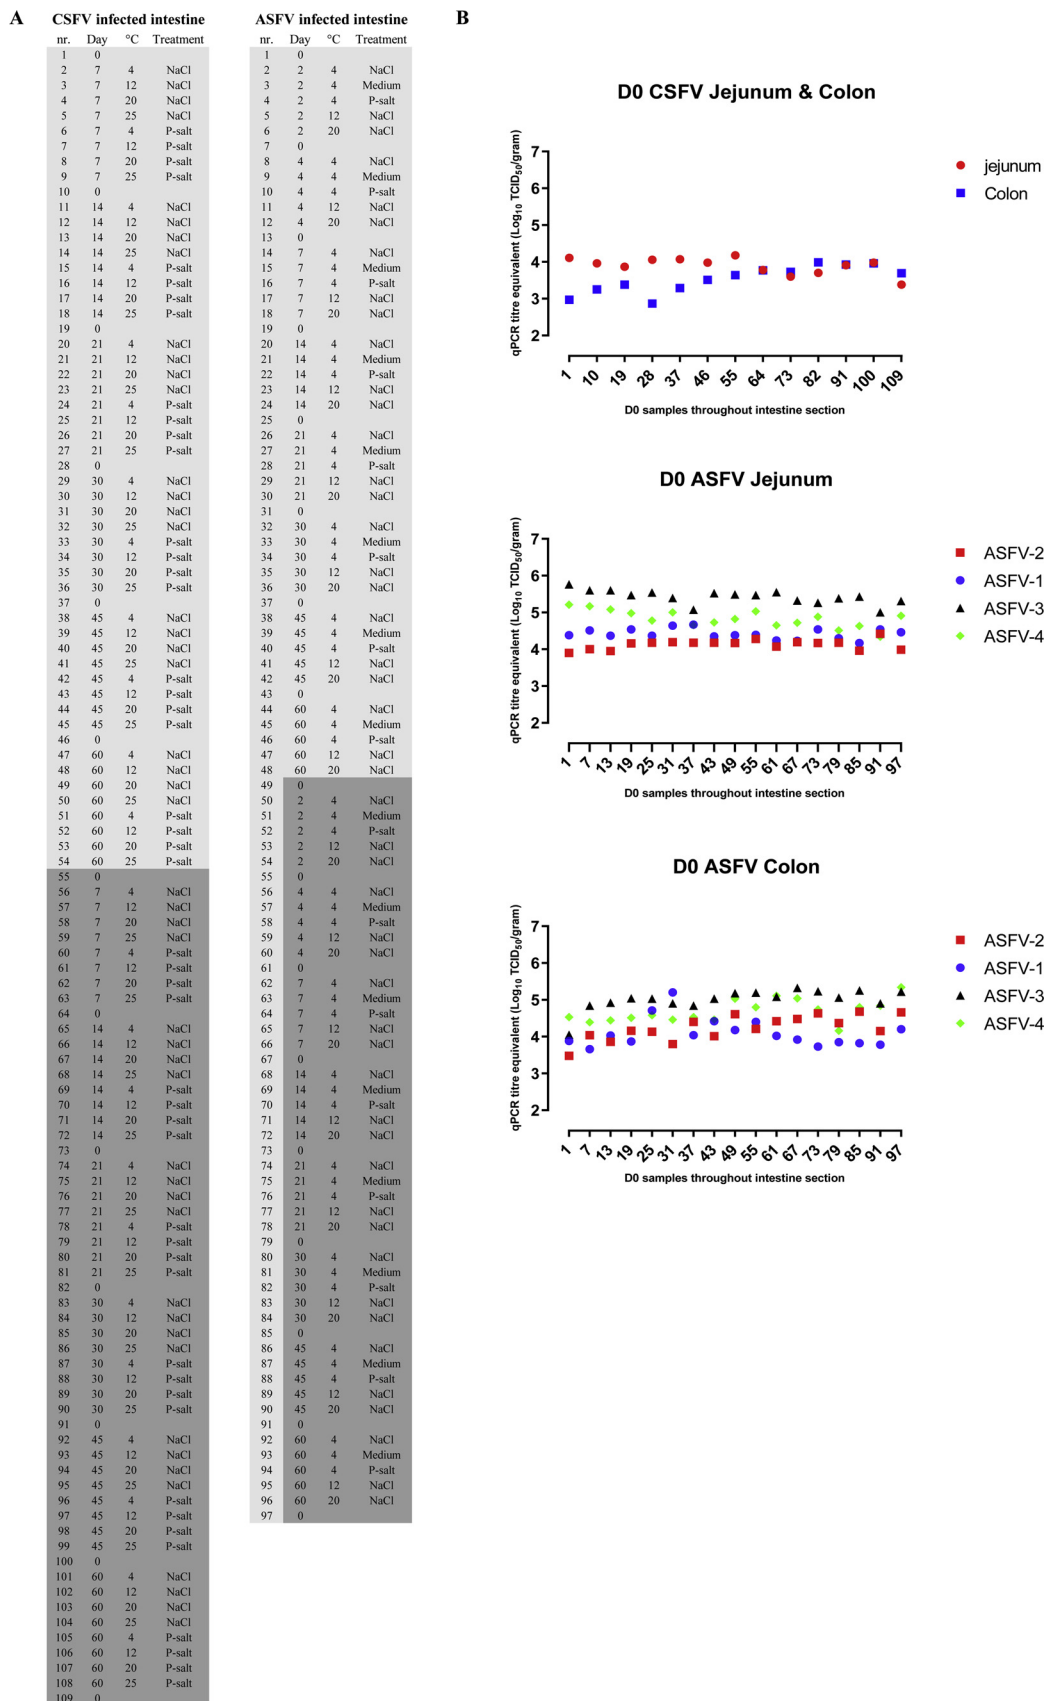 A
CSFV infected intestine
nr. Day °C Treatment
1 0
2 7 4 NaCl
3 7 12 NaCl
4 7 20 NaCl
5 7 25 NaCl
6 7 4 P-salt
7 7 12 P-salt
8 7 20 P-salt
9 7 25 P-salt
10 0
11 14 4 NaCl
12 14 12 NaCl
13 14 20 NaCl
14 14 25 NaCl
15 14 4 P-salt
16 14 12 P-salt
17 14 20 P-salt
18 14 25 P-salt
19 0
20 21 4 NaCl
21 21 12 NaCl
22 21 20 NaCl
23 21 25 NaCl
24 21 4 P-salt
25 21 12 P-salt
26 21 20 P-salt
27 21 25 P-salt
28 0
29 30 4 NaCl
30 30 12 NaCl
31 30 20 NaCl
32 30 25 NaCl
33 30 4 P-salt
34 30 12 P-salt
35 30 20 P-salt
36 30 25 P-salt
37 0
38 45 4 NaCl
39 45 12 NaCl
40 45 20 NaCl
41 45 25 NaCl
42 45 4 P-salt
43 45 12 P-salt
44 45 20 P-salt
45 45 25 P-salt
46 0
47 60 4 NaCl
48 60 12 NaCl
49 60 20 NaCl
50 60 25 NaCl
51 60 4 P-salt
52 60 12 P-salt
53 60 20 P-salt
54 60 25 P-salt
55 0
56 7 4 NaCl
57 7 12 NaCl
58 7 20 NaCl
59 7 25 NaCl
60 7 4 P-salt
61 7 12 P-salt
62 7 20 P-salt
63 7 25 P-salt
64 0
65 14 4 NaCl
66 14 12 NaCl
67 14 20 NaCl
68 14 25 NaCl
69 14 4 P-salt
70 14 12 P-salt
71 14 20 P-salt
72 14 25 P-salt
73 0
74 21 4 NaCl
75 21 12 NaCl
76 21 20 NaCl
77 21 25 NaCl
78 21 4 P-salt
79 21 12 P-salt
80 21 20 P-salt
81 21 25 P-salt
82 0
83 30 4 NaCl
84 30 12 NaCl
85 30 20 NaCl
86 30 25 NaCl
87 30 4 P-salt
88 30 12 P-salt
89 30 20 P-salt
90 30 25 P-salt
91 0
92 45 4 NaCl
93 45 12 NaCl
94 45 20 NaCl
95 45 25 NaCl
96 45 4 P-salt
97 45 12 P-salt
98 45 20 P-salt
99 45 25 P-salt
100 0
101 60 4 NaCl
102 60 12 NaCl
103 60 20 NaCl
104 60 25 NaCl
105 60 4 P-salt
106 60 12 P-salt
107 60 20 P-salt
108 60 25 P-salt
109 0
ASFV infected intestine
nr. Day °C Treatment
1 0
2 2 4 NaCl
3 2 4 Medium
4 2 4 P-salt
5 2 12 NaCl
6 2 20 NaCl
7 0
8 4 4 NaCl
9 4 4 Medium
10 4 4 P-salt
11 4 12 NaCl
12 4 20 NaCl
13 0
14 7 4 NaCl
15 7 4 Medium
16 7 4 P-salt
17 7 12 NaCl
18 7 20 NaCl
19 0
20 14 4 NaCl
21 14 4 Medium
22 14 4 P-salt
23 14 12 NaCl
24 14 20 NaCl
25 0
26 21 4 NaCl
27 21 4 Medium
28 21 4 P-salt
29 21 12 NaCl
30 21 20 NaCl
31 0
32 30 4 NaCl
33 30 4 Medium
34 30 4 P-salt
35 30 12 NaCl
36 30 20 NaCl
37 0
38 45 4 NaCl
39 45 4 Medium
40 45 4 P-salt
41 45 12 NaCl
42 45 20 NaCl
43 0
44 60 4 NaCl
45 60 4 Medium
46 60 4 P-salt
47 60 12 NaCl
48 60 20 NaCl
49 0
50 2 4 NaCl
51 2 4 Medium
52 2 4 P-salt
53 2 12 NaCl
54 2 20 NaCl
55 0
56 4 4 NaCl
57 4 4 Medium
58 4 4 P-salt
59 4 12 NaCl
60 4 20 NaCl
61 0
62 7 4 NaCl
63 7 4 Medium
64 7 4 P-salt
65 7 12 NaCl
66 7 20 NaCl
67 0
68 14 4 NaCl
69 14 4 Medium
70 14 4 P-salt
71 14 12 NaCl
72 14 20 NaCl
73 0
74 21 4 NaCl
75 21 4 Medium
76 21 4 P-salt
77 21 12 NaCl
78 21 20 NaCl
79 0
80 30 4 NaCl
81 30 4 Medium
82 30 4 P-salt
83 30 12 NaCl
84 30 20 NaCl
85 0
86 45 4 NaCl
87 45 4 Medium
88 45 4 P-salt
89 45 12 NaCl
90 45 20 NaCl
91 0
92 60 4 NaCl
93 60 4 Medium
94 60 4 P-salt
95 60 12 NaCl
96 60 20 NaCl
97 0
B
D0 CSFV Jejunum & Colon
qPCR titre equivalent (Log10 TCID50/gram)
7
6
5
4
3
2
jejunum
Colon
1 10 19 28 37 46 55 64 73 82 91 100 109
D0 samples throughout intestine section
D0 ASFV Jejunum
qPCR titre equivalent (Log10 TCID50/gram)
7
6
5
4
3
2
ASFV-2
ASFV-1
ASFV-3
ASFV-4
1 7 13 19 25 31 37 43 49 55 61 67 73 79 85 91 97
D0 samples throughout intestine section
D0 ASFV Colon
qPCR titre equivalent (Log10 TCID50/gram)
7
6
5
4
3
2
ASFV-2
ASFV-1
ASFV-3
ASFV-4
1 7 13 19 25 31 37 43 49 55 61 67 73 79 85 91 97
D0 samples throughout intestine section